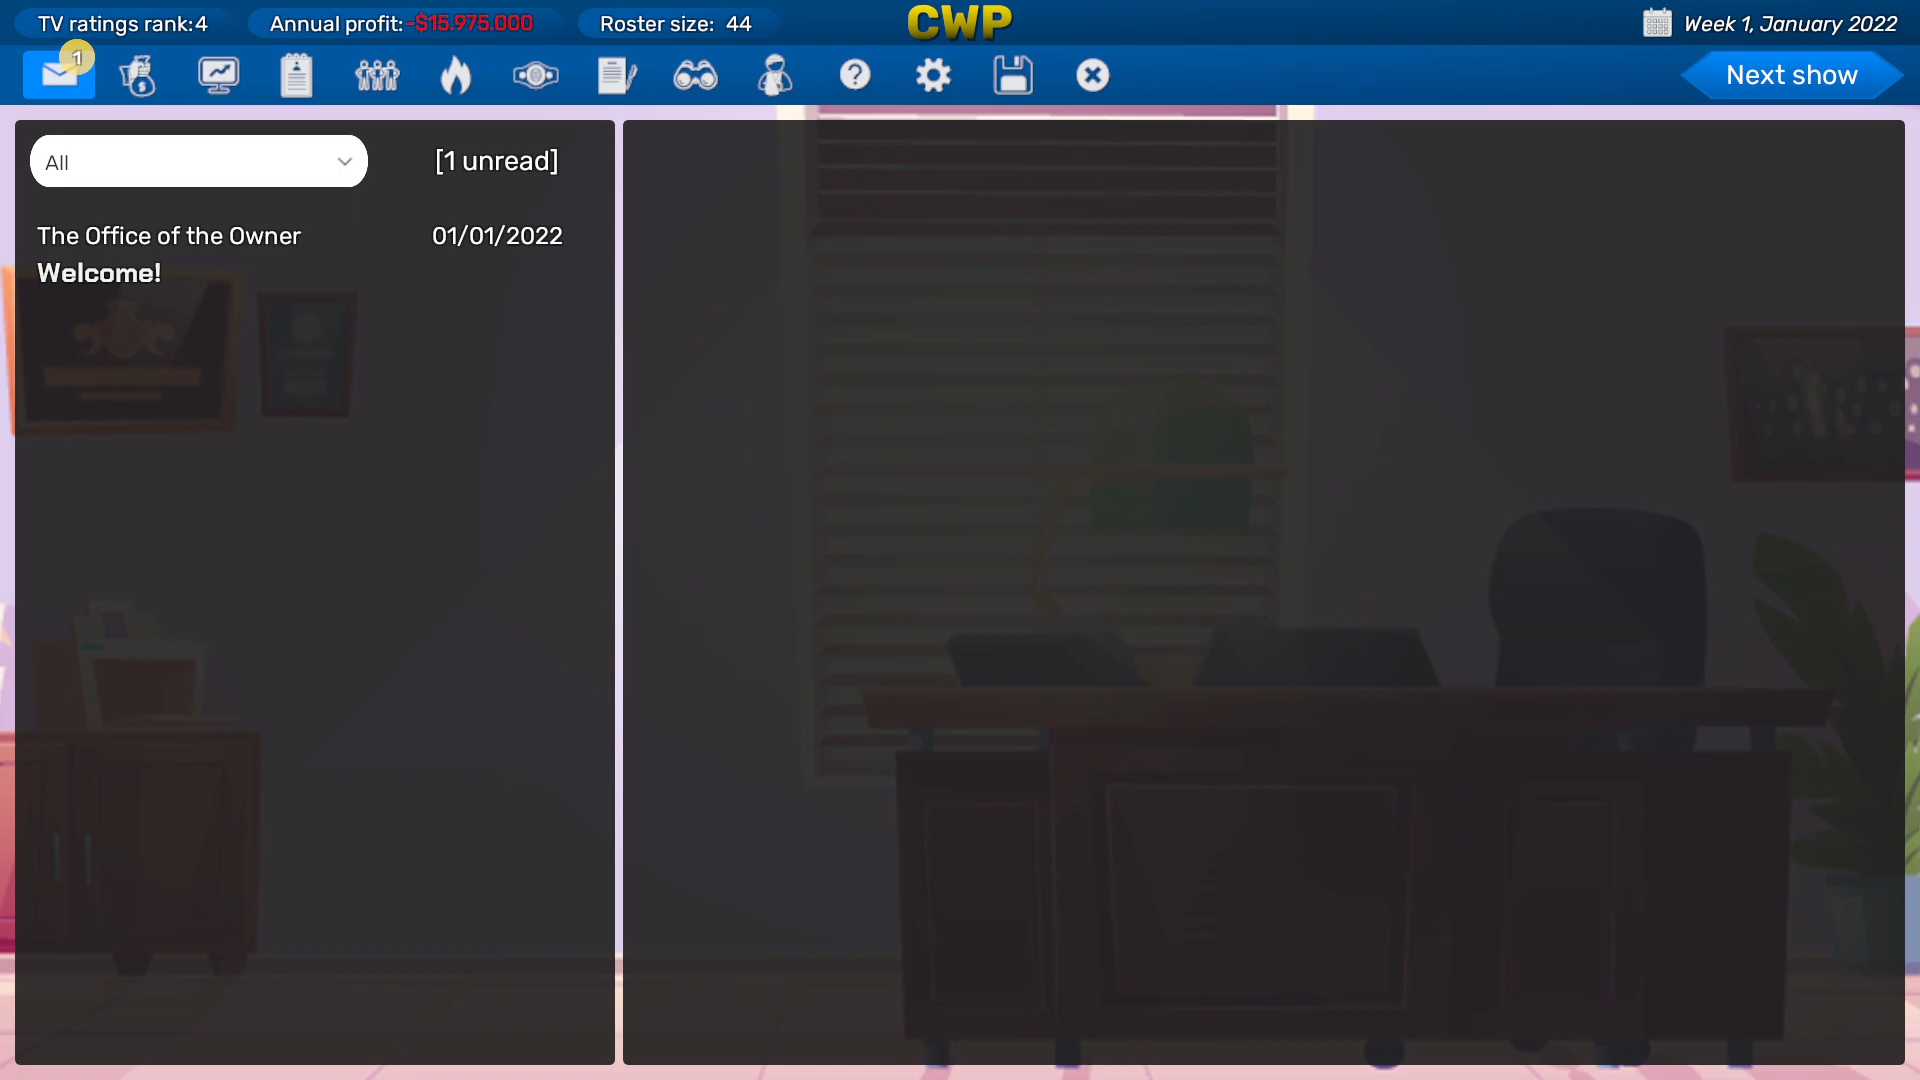 TV ratings rank:4
Annual profit:-$15.975.000
Roster size: 44
CWP
Week 1, January 2022
1
$
?
Next show
All
[1 unread]
The Office of the Owner
01/01/2022
Welcome!